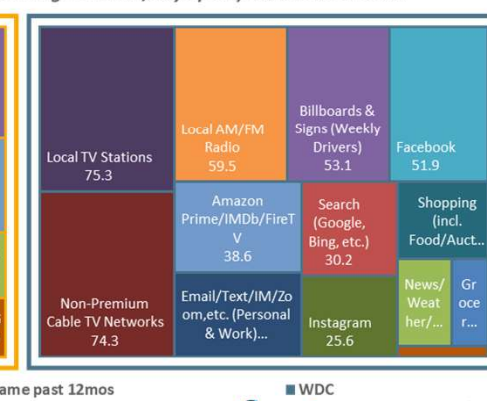 Local TV Stations
75.3
Local AM/FM
Radio
59.5
Billboards &
Signs (Weekly
Drivers)
53.1
Facebook
51.9
Non-Premium
Cable TV Networks
74.3
Amazon
Prime/IMDb/FireT
V
38.6
Search
(Google,
Bing, etc.)
30.2
Shopping
(incl.
Food/Auct...
Email/Text/IM/Zo
om,etc. (Personal
& Work)...
Instagram
25.6
News/
Weat
her/...
Gr
oce
r...
ame past 12mos
WDC